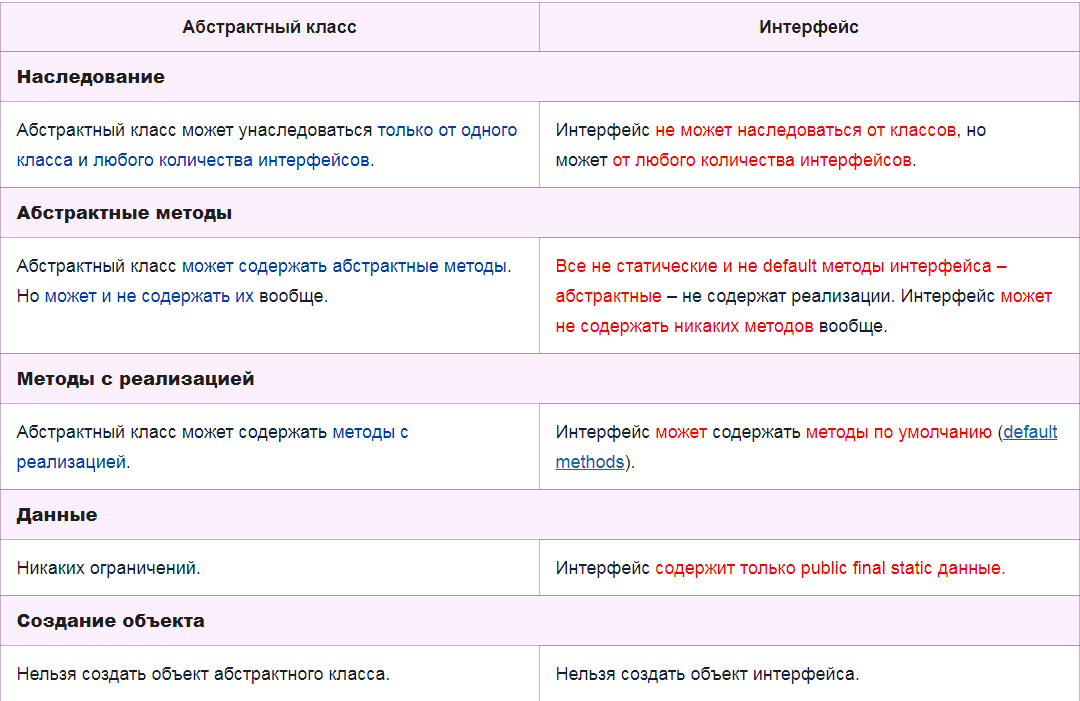 Абстрактный класс
Интерфейс
Наследование
Абстрактный класс может унаследоваться только от одного
класса и любого количества интерфейсов.
Интерфейс не может наследоваться от классов, но
может от любого количества интерфейсов.
Абстрактные методы
Абстрактный класс может содержать абстрактные методы.
Но может и не содержать их вообще.
Все не статические и не default методы интерфейса –
абстрактные – не содержат реализации. Интерфейс может
не содержать никаких методов вообще.
Методы с реализацией
Абстрактный класс может содержать методы с
реализацией.
Интерфейс может содержать методы по умолчанию (default
methods).
Данные
Никаких ограничений.
Интерфейс содержит только public final static данные.
Создание объекта
Нельзя создать объект абстрактного класса.
Нельзя создать объект интерфейса.